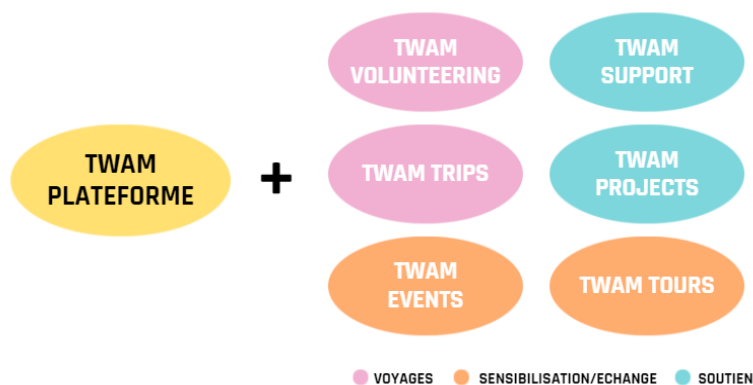 TWAM
PLATEFORME
+
TWAM
VOLUNTEERING
TWAM
SUPPORT
TWAM TRIPS
TWAM
PROJECTS
TWAM
EVENTS
TWAM TOURS
VOYAGES
SENSIBILISATION/ECHANGE
SOUTIEN